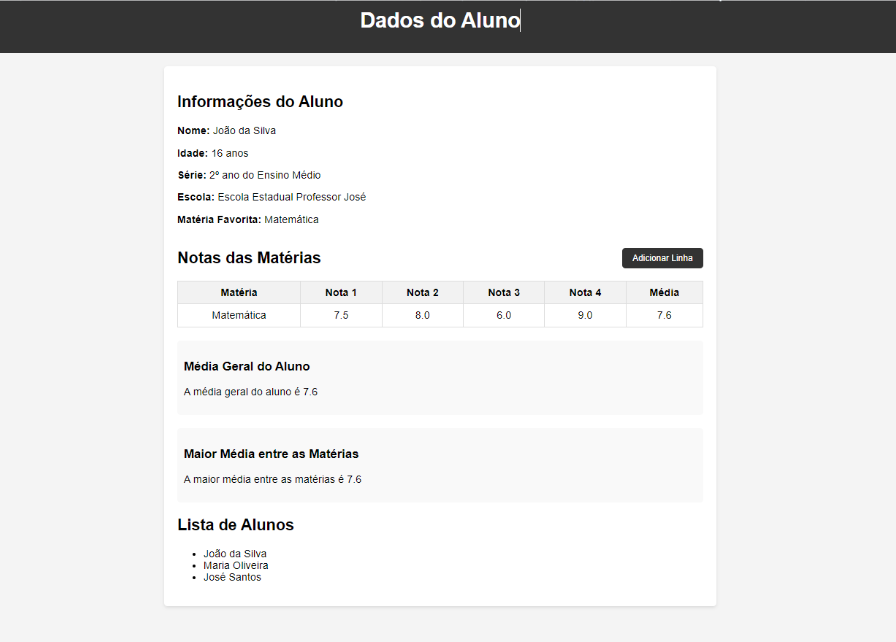 Dados do Aluno
Informações do Aluno
Nome: João da Silva
Idade: 16 anos
Série: 2º ano do Ensino Médio
Escola: Escola Estadual Professor José
Matéria Favorita: Matemática
Notas das Matérias
Adicionar Linha
Matéria Nota 1 Nota 2 Nota 3 Nota 4 Média
Matemática 7.5 8.0 6.0 9.0 7.6
Média Geral do Aluno
A média geral do aluno é 7.6
Maior Média entre as Matérias
A maior média entre as matérias é 7.6
Lista de Alunos
João da Silva
Maria Oliveira
José Santos